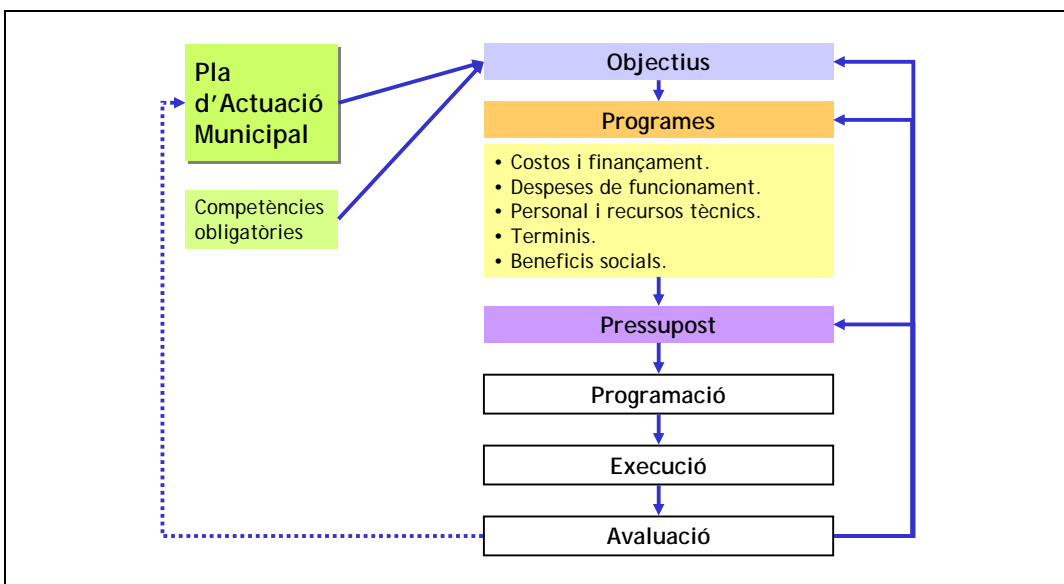 Pla
d'Actuació
Municipal
Competències
obligatòries
Objectius
Programes
• Costos i finançament.
• Despeses de funcionament.
• Personal i recursos tècnics.
• Terminis.
• Beneficis socials.
Pressupost
Programació
Execució
Avaluació